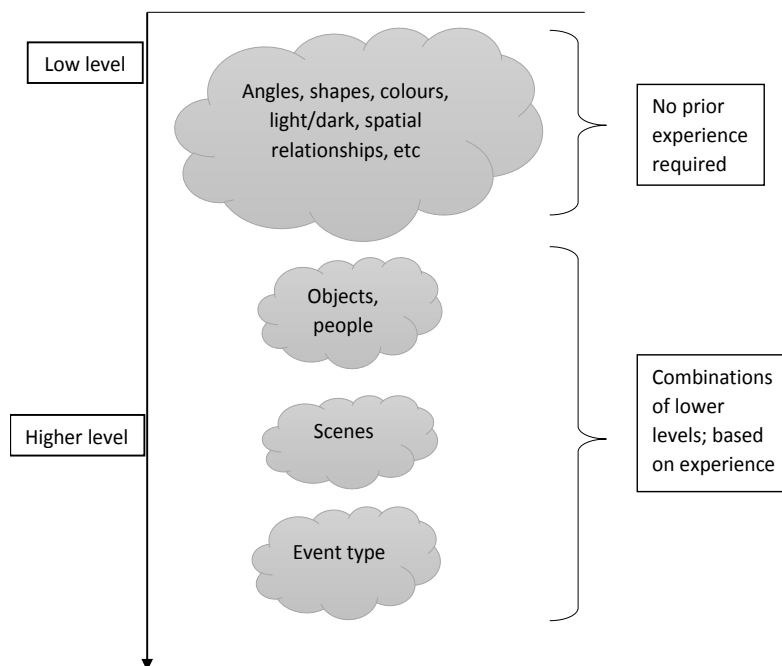 Low level
Angles, shapes, colours,
light/dark, spatial
relationships, etc
No prior
experience
required
Objects,
people
Higher level
Scenes
Combinations
of lower
levels; based
on experience
Event type